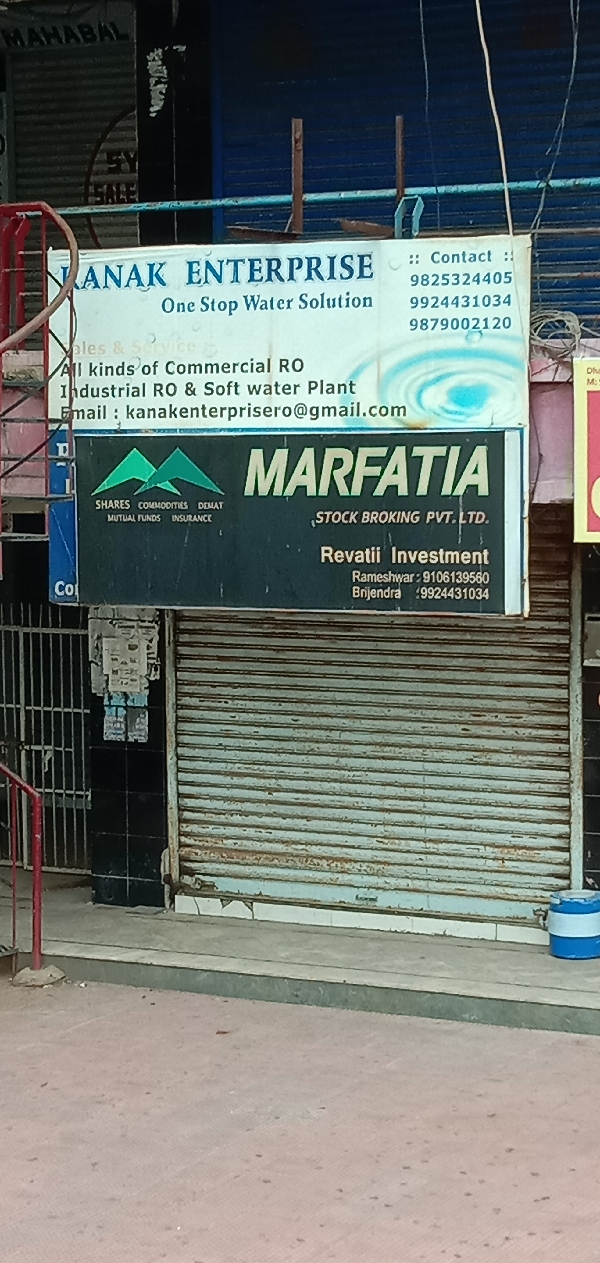 MAHABAL
SALE
KANAK ENTERPRISE
One Stop Water Solution
:: Contact ::
9825324405
9924431034
9879002120
Sales & Service
All kinds of Commercial RO
Industrial RO & Soft water Plant
Email : kanakenterprisero@gmail.com
MARFATIA
SHARES COMMODITIES DEMAT
MUTUAL FUNDS INSURANCE
STOCK BROKING PVT. LTD.
Revatii Investment
Rameshwar : 9106139560
Brijendra : 9924431034